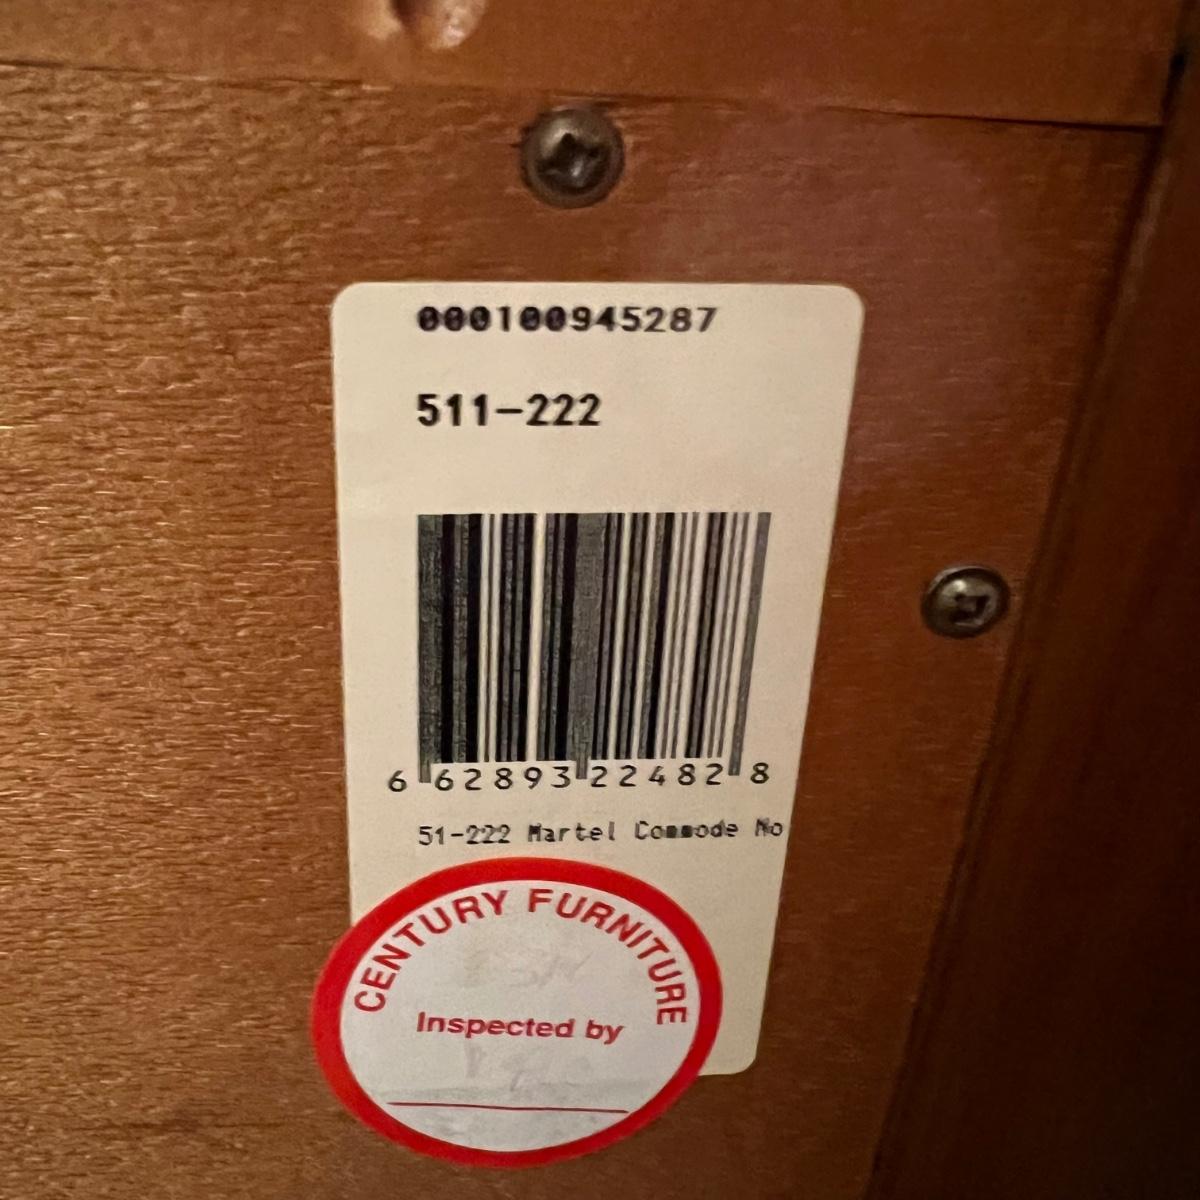 000100945287
511-222
6 62893 22482 8
51-222 Martel Commode No
CENTURY FURNITURE
Inspected by